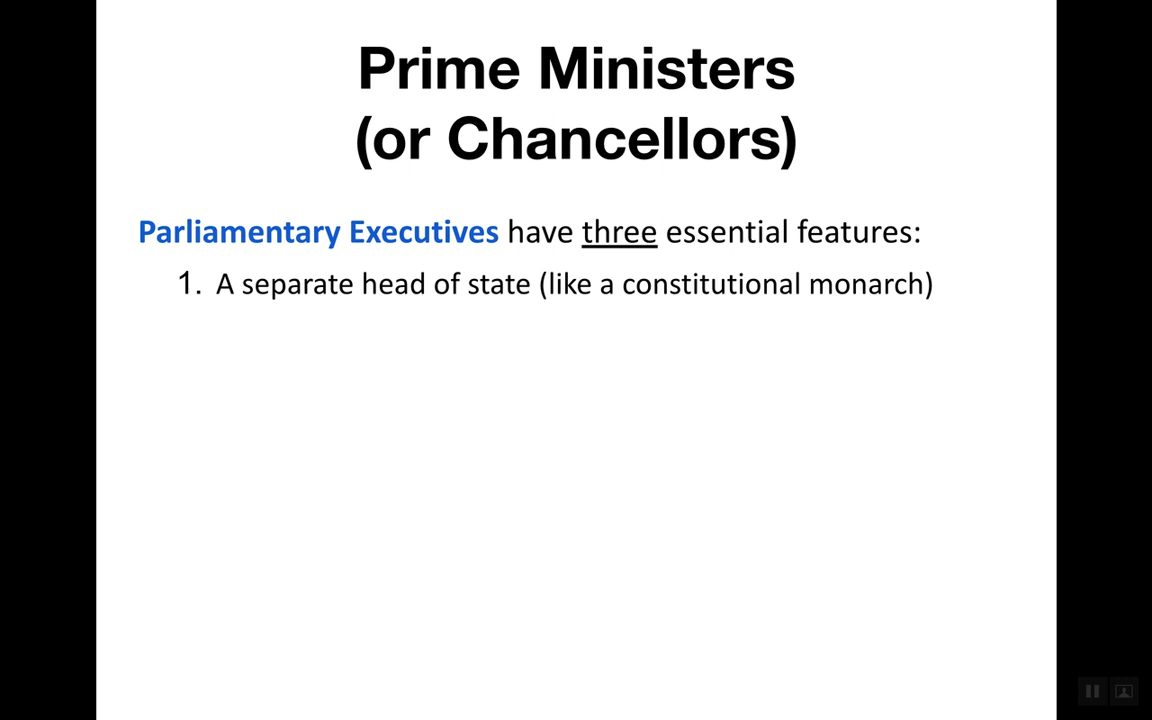 Prime Ministers
(or Chancellors)
Parliamentary Executives have three essential features:
1. A separate head of state (like a constitutional monarch)